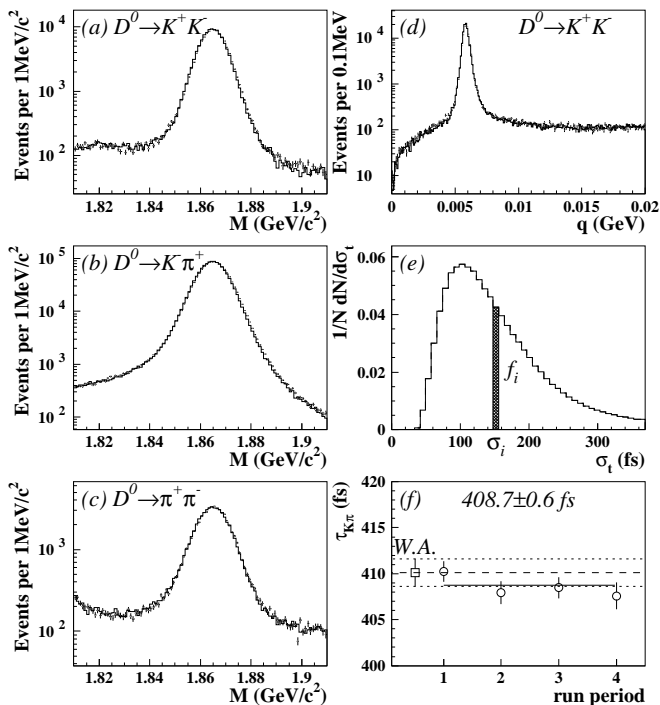 (a) D⁰→K⁺K⁻
Events per 1MeV/c²
10⁴
10³
10²
1.82 1.84 1.86 1.88 1.9
M (GeV/c²)
(d) D⁰→K⁺K⁻
Events per 0.1MeV
10⁴
10³
10²
10
0 0.005 0.01 0.015 0.02
q (GeV)
(b) D⁰→K⁻π⁺
Events per 1MeV/c²
10⁵
10⁴
10³
10²
1.82 1.84 1.86 1.88 1.9
M (GeV/c²)
(e)
1/N dN/dσₜ
0.06
0.04
0.02
0
fᵢ
0 100 200 300
σᵢ
σₜ (fs)
(c) D⁰→π⁺π⁻
Events per 1MeV/c²
10³
10²
1.82 1.84 1.86 1.88 1.9
M (GeV/c²)
(f) 408.7±0.6 fs
τKπ (fs)
W.A.
420
415
410
405
400
1 2 3 4
run period